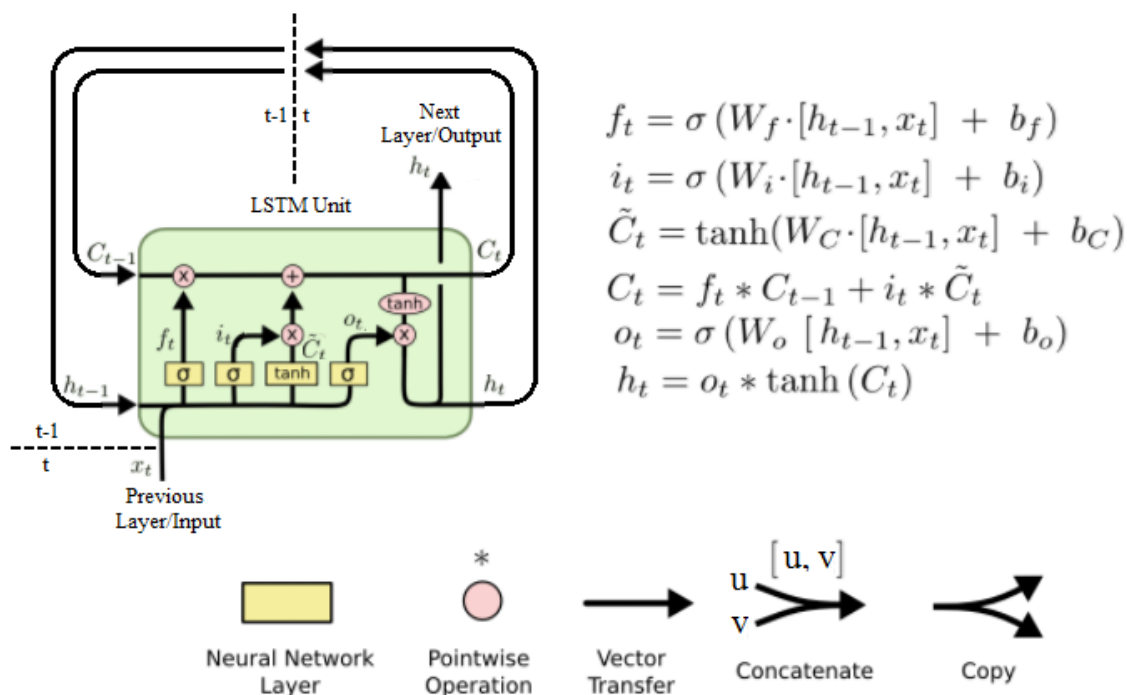 t-1 t
Next
Layer/Output
h_t
LSTM Unit
C_{t-1}
C_t
x
+
tanh
f_t
i_t
C̃_t
o_t
x
x
σ
σ
tanh
σ
h_{t-1}
h_t
t-1
t
x_t
Previous
Layer/Input
f_t = σ (W_f·[h_{t-1}, x_t] + b_f)
i_t = σ (W_i·[h_{t-1}, x_t] + b_i)
C̃_t = tanh(W_C·[h_{t-1}, x_t] + b_C)
C_t = f_t * C_{t-1} + i_t * C̃_t
o_t = σ (W_o [h_{t-1}, x_t] + b_o)
h_t = o_t * tanh (C_t)
Neural Network
Layer
*
Pointwise
Operation
Vector
Transfer
u
v
[u, v]
Concatenate
Copy